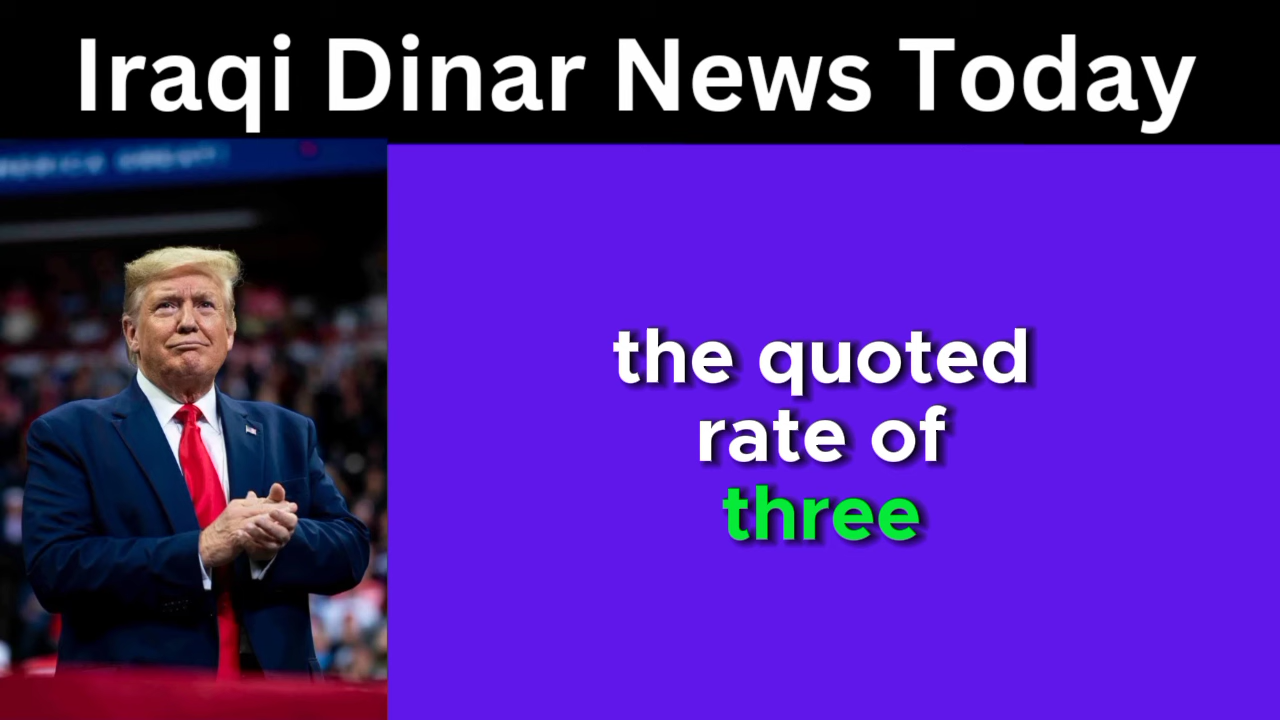 Iraqi Dinar News Today
the quoted
rate of
three